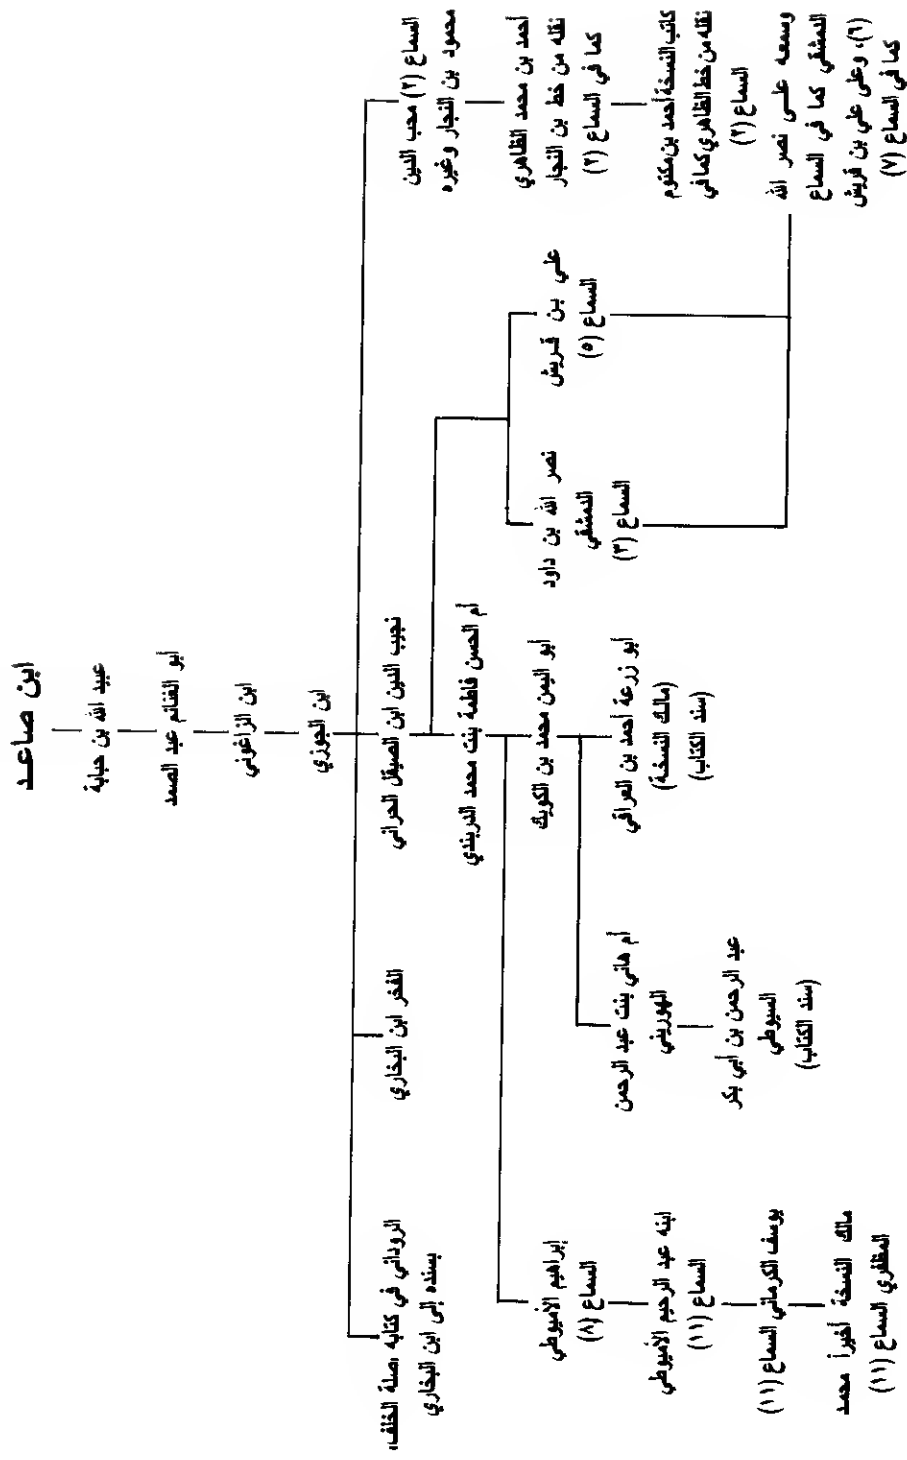 ابن صاعد
عبيد الله بن حبابة
أبو الغنائم عبد الصمد
ابن الزاغوني
ابن الجوزي
السماع (٢) محب الدين
محمود بن النجار وغيره
أحمد بن محمد الظاهري
نقله من خط بن النجار
كما في السماع (٢)
كاتب النسخة أحمد بن مكتوم
نقله من خط الظاهري كما في
السماع (٢)
نجيب الدين ابن الصيقل الحراني
الفخر ابن البخاري
الروداني في كتابه «صلة الخلف»
بسنده إلى ابن البخاري
علي بن قريش
السماع (٥)
نصر الله بن داود
الدمشقي
السماع (٣)
وسمعه على نصر الله
الدمشقي كما في السماع
(٦)، وعلى علي بن قريش
كما في السماع (٧)
أم الحسن فاطمة بنت محمد الدربندي
أبو اليمن محمد بن الكويك
أبو زرعة أحمد بن العراقي
(مالك النسخة)
(سند الكتاب)
أم هاني بنت عبد الرحمن
الهوريني
عبد الرحمن بن أبي بكر
السيوطي
(سند الكتاب)
إبراهيم الأميوطي
السماع (٨)
ابنه عبد الرحيم الأميوطي
السماع (١١)
يوسف الكرماني السماع (١١)
مالك النسخة أخيراً محمد
المظفري السماع (١١)